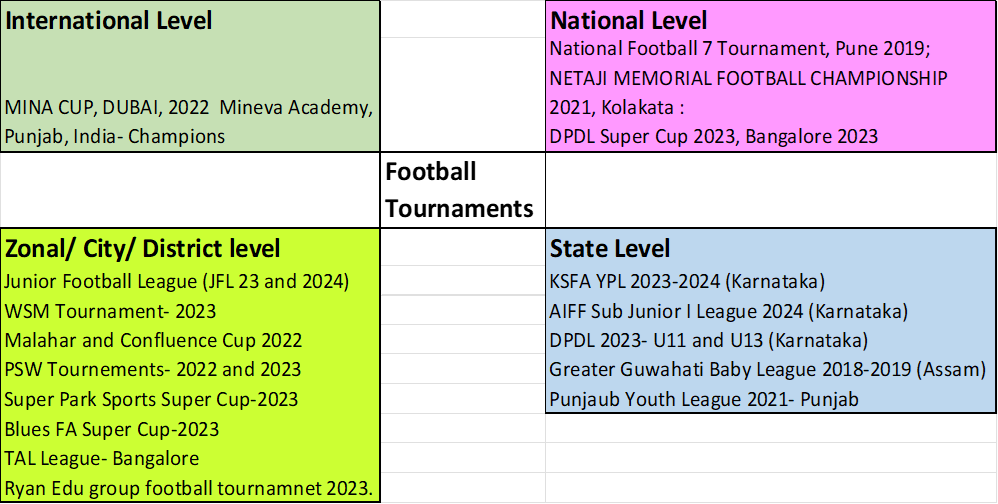 International Level
MINA CUP, DUBAI, 2022  Mineva Academy,
Punjab, India- Champions
National Level
National Football 7 Tournament, Pune 2019;
NETAJI MEMORIAL FOOTBALL CHAMPIONSHIP
2021, Kolakata :
DPDL Super Cup 2023, Bangalore 2023
Football
Tournaments
Zonal/ City/ District level
Junior Football League (JFL 23 and 2024)
WSM Tournament- 2023
Malahar and Confluence Cup 2022
PSW Tournements- 2022 and 2023
Super Park Sports Super Cup-2023
Blues FA Super Cup-2023
TAL League- Bangalore
Ryan Edu group football tournamnet 2023.
State Level
KSFA YPL 2023-2024 (Karnataka)
AIFF Sub Junior I League 2024 (Karnataka)
DPDL 2023- U11 and U13 (Karnataka)
Greater Guwahati Baby League 2018-2019 (Assam)
Punjaub Youth League 2021- Punjab